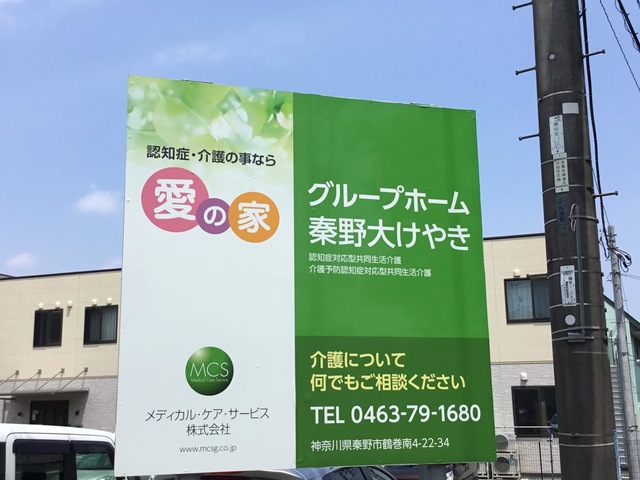 認知症・介護の事なら
愛の家
グループホーム
秦野大けやき
認知症対応型共同生活介護
介護予防認知症対応型共同生活介護
MCS
Medical Care Service
メディカル・ケア・サービス
株式会社
www.mcsg.co.jp
介護について
何でもご相談ください
TEL 0463-79-1680
神奈川県秦野市鶴巻南4-22-34